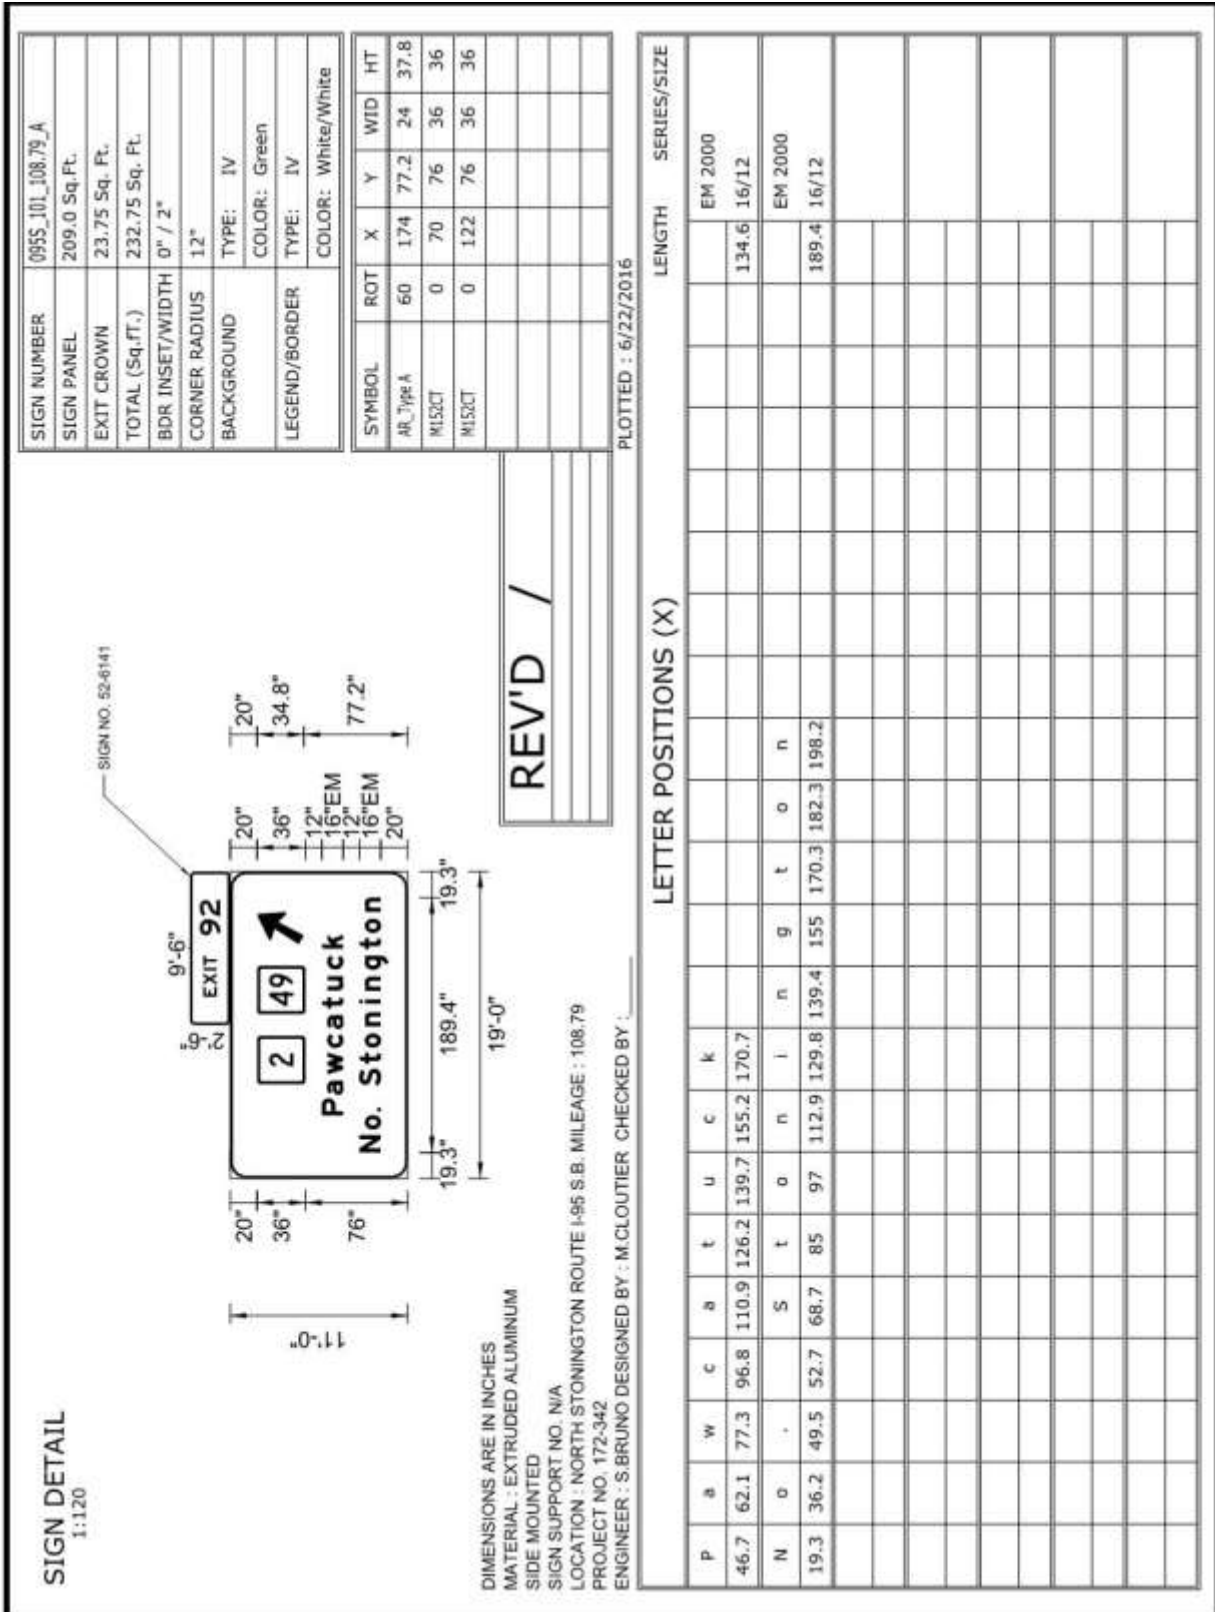 SIGN DETAIL
1:120
SIGN NO. 52-6141
9'-6"
2'-6"
EXIT 92
2 49
Pawcatuck
No. Stonington
11'-0"
20"
36"
76"
20"
36"
12"
16"EM
12"
16"EM
20"
20"
34.8"
77.2"
19.3" 189.4" 19.3"
19'-0"
SIGN NUMBER 095S_101_108.79_A
SIGN PANEL 209.0 Sq.Ft.
EXIT CROWN 23.75 Sq. Ft.
TOTAL (Sq.fT.) 232.75 Sq. Ft.
BDR INSET/WIDTH 0" / 2"
CORNER RADIUS 12"
BACKGROUND TYPE: IV
COLOR: Green
LEGEND/BORDER TYPE: IV
COLOR: White/White
SYMBOL ROT X Y WID HT
AR_Type A 60 174 77.2 24 37.8
M152CT 0 70 76 36 36
M152CT 0 122 76 36 36
REV'D /
DIMENSIONS ARE IN INCHES
MATERIAL : EXTRUDED ALUMINUM
SIDE MOUNTED
SIGN SUPPORT NO. N/A
LOCATION : NORTH STONINGTON ROUTE I-95 S.B. MILEAGE : 108.79
PROJECT NO. 172-342
ENGINEER : S.BRUNO DESIGNED BY : M.CLOUTIER CHECKED BY :
PLOTTED : 6/22/2016
LETTER POSITIONS (X) LENGTH SERIES/SIZE
P a w c a t u c k EM 2000
46.7 62.1 77.3 96.8 110.9 126.2 139.7 155.2 170.7 134.6 16/12
N o . S t o n i n g t o n EM 2000
19.3 36.2 49.5 52.7 68.7 85 97 112.9 129.8 139.4 155 170.3 182.3 198.2 189.4 16/12